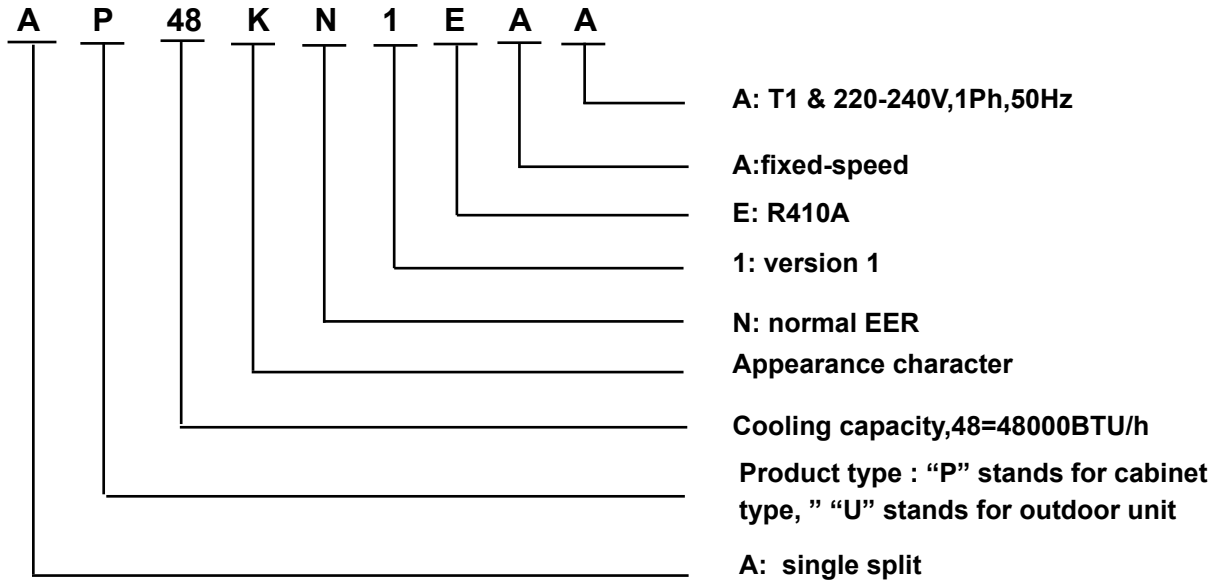 A P 48 K N 1 E A A
A: T1 & 220-240V,1Ph,50Hz
A:fixed-speed
E: R410A
1: version 1
N: normal EER
Appearance character
Cooling capacity,48=48000BTU/h
Product type : “P” stands for cabinet
type, ” “U” stands for outdoor unit
A: single split